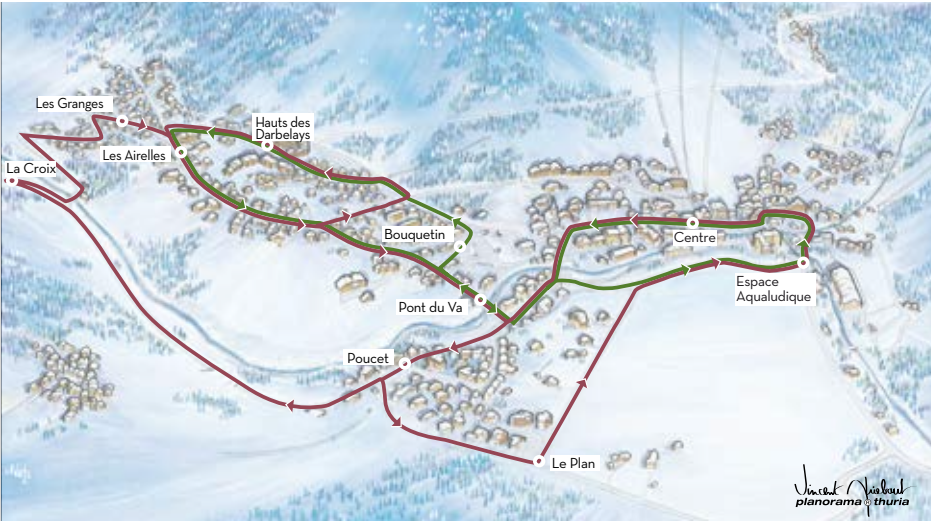 Les Granges
Hauts des
Darbelays
Les Airelles
La Croix
Bouquetin
Centre
Espace
Aqualudique
Pont du Va
Poucet
Le Plan
planorama thuria